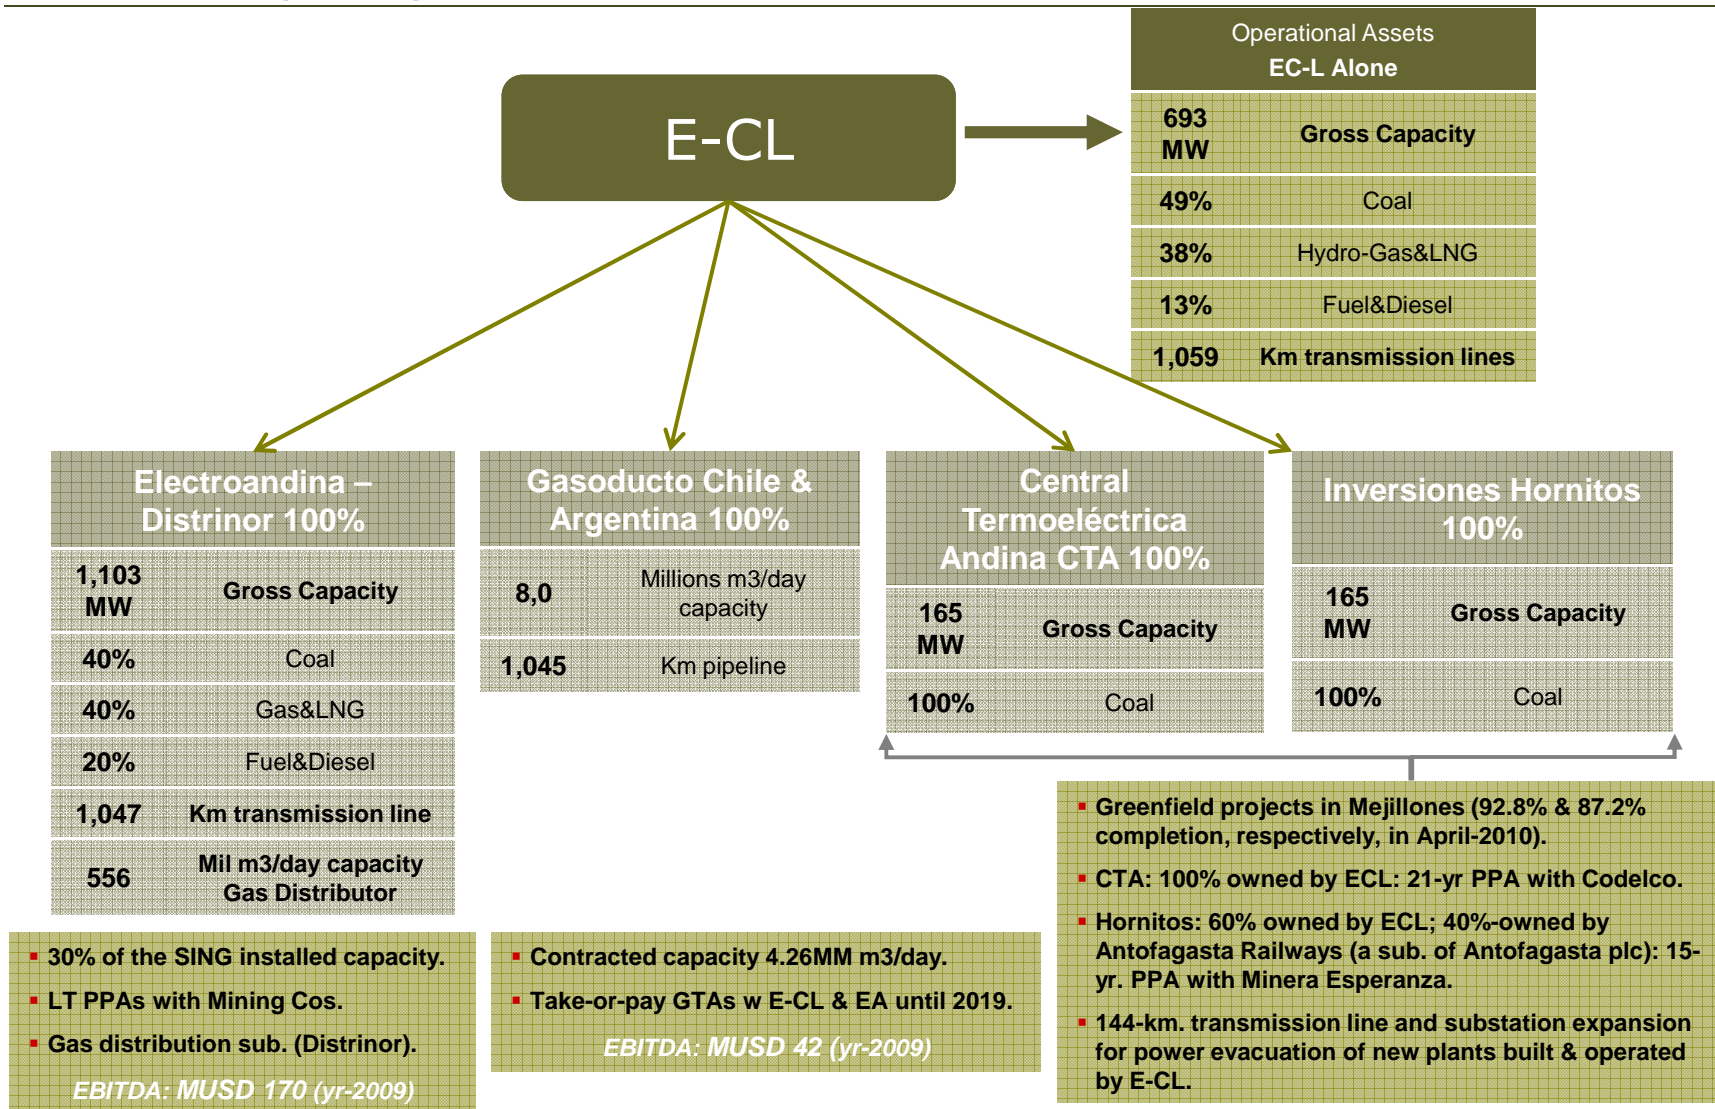 E-CL
Operational Assets
EC-L Alone
693
MW
Gross Capacity
49%
Coal
38%
Hydro-Gas&LNG
13%
Fuel&Diesel
1,059
Km transmission lines
Electroandina –
Distrinor 100%
1,103
MW
Gross Capacity
40%
Coal
40%
Gas&LNG
20%
Fuel&Diesel
1,047
Km transmission line
556
Mil m3/day capacity
Gas Distributor
▪ 30% of the SING installed capacity.
▪ LT PPAs with Mining Cos.
▪ Gas distribution sub. (Distrinor).
EBITDA: MUSD 170 (yr-2009)
Gasoducto Chile &
Argentina 100%
8,0
Millions m3/day
capacity
1,045
Km pipeline
▪ Contracted capacity 4.26MM m3/day.
▪ Take-or-pay GTAs w E-CL & EA until 2019.
EBITDA: MUSD 42 (yr-2009)
Central
Termoeléctrica
Andina CTA 100%
165
MW
Gross Capacity
100%
Coal
Inversiones Hornitos
100%
165
MW
Gross Capacity
100%
Coal
▪ Greenfield projects in Mejillones (92.8% & 87.2%
completion, respectively, in April-2010).
▪ CTA: 100% owned by ECL: 21-yr PPA with Codelco.
▪ Hornitos: 60% owned by ECL; 40%-owned by
Antofagasta Railways (a sub. of Antofagasta plc): 15-
yr. PPA with Minera Esperanza.
▪ 144-km. transmission line and substation expansion
for power evacuation of new plants built & operated
by E-CL.